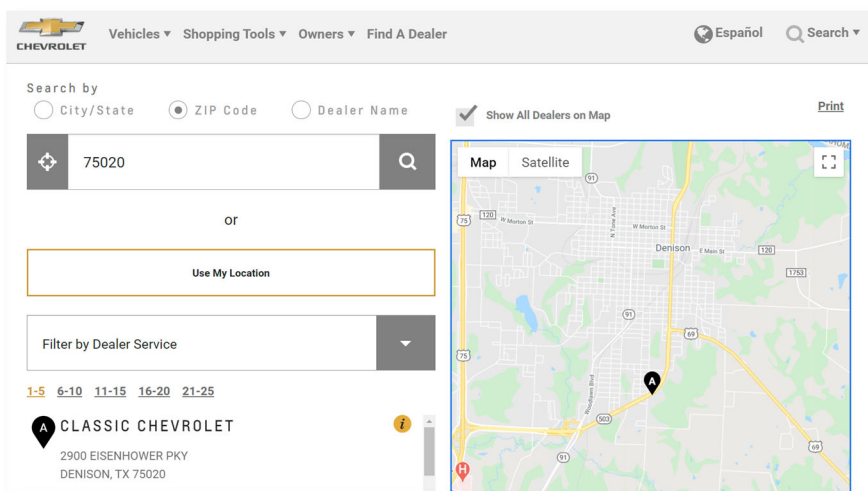 CHEVROLET
Vehicles ▾ Shopping Tools ▾ Owners ▾ Find A Dealer
Español
Search ▾
Search by
City/State
ZIP Code
Dealer Name
75020
or
Use My Location
Filter by Dealer Service
1-5 6-10 11-15 16-20 21-25
A
CLASSIC CHEVROLET
i
2900 EISENHOWER PKY
DENISON, TX 75020
Show All Dealers on Map
Print
Map Satellite
91
75
120
W Morton St
N Tone Ave
W Morton St
Denison
E Main St
120
1753
91
69
75
A
Woodlawn Blvd
503
69
91
H